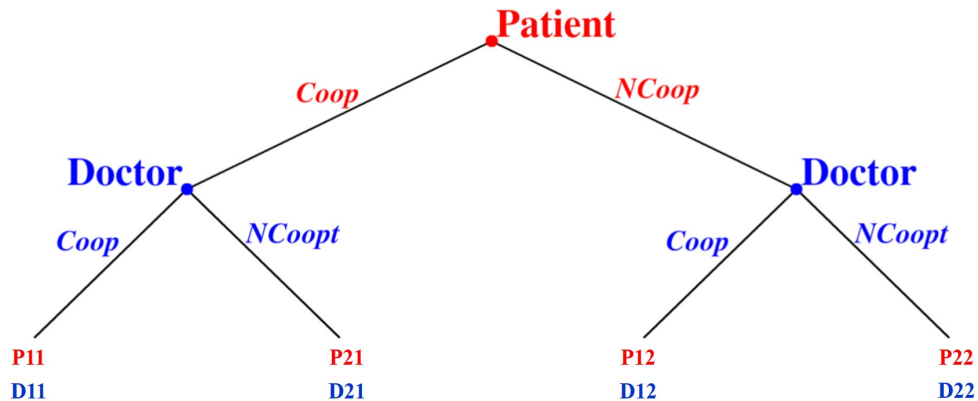 Patient
Coop
NCoop
Doctor
Doctor
Coop
NCoopt
Coop
NCoopt
P11
P21
P12
P22
D11
D21
D12
D22